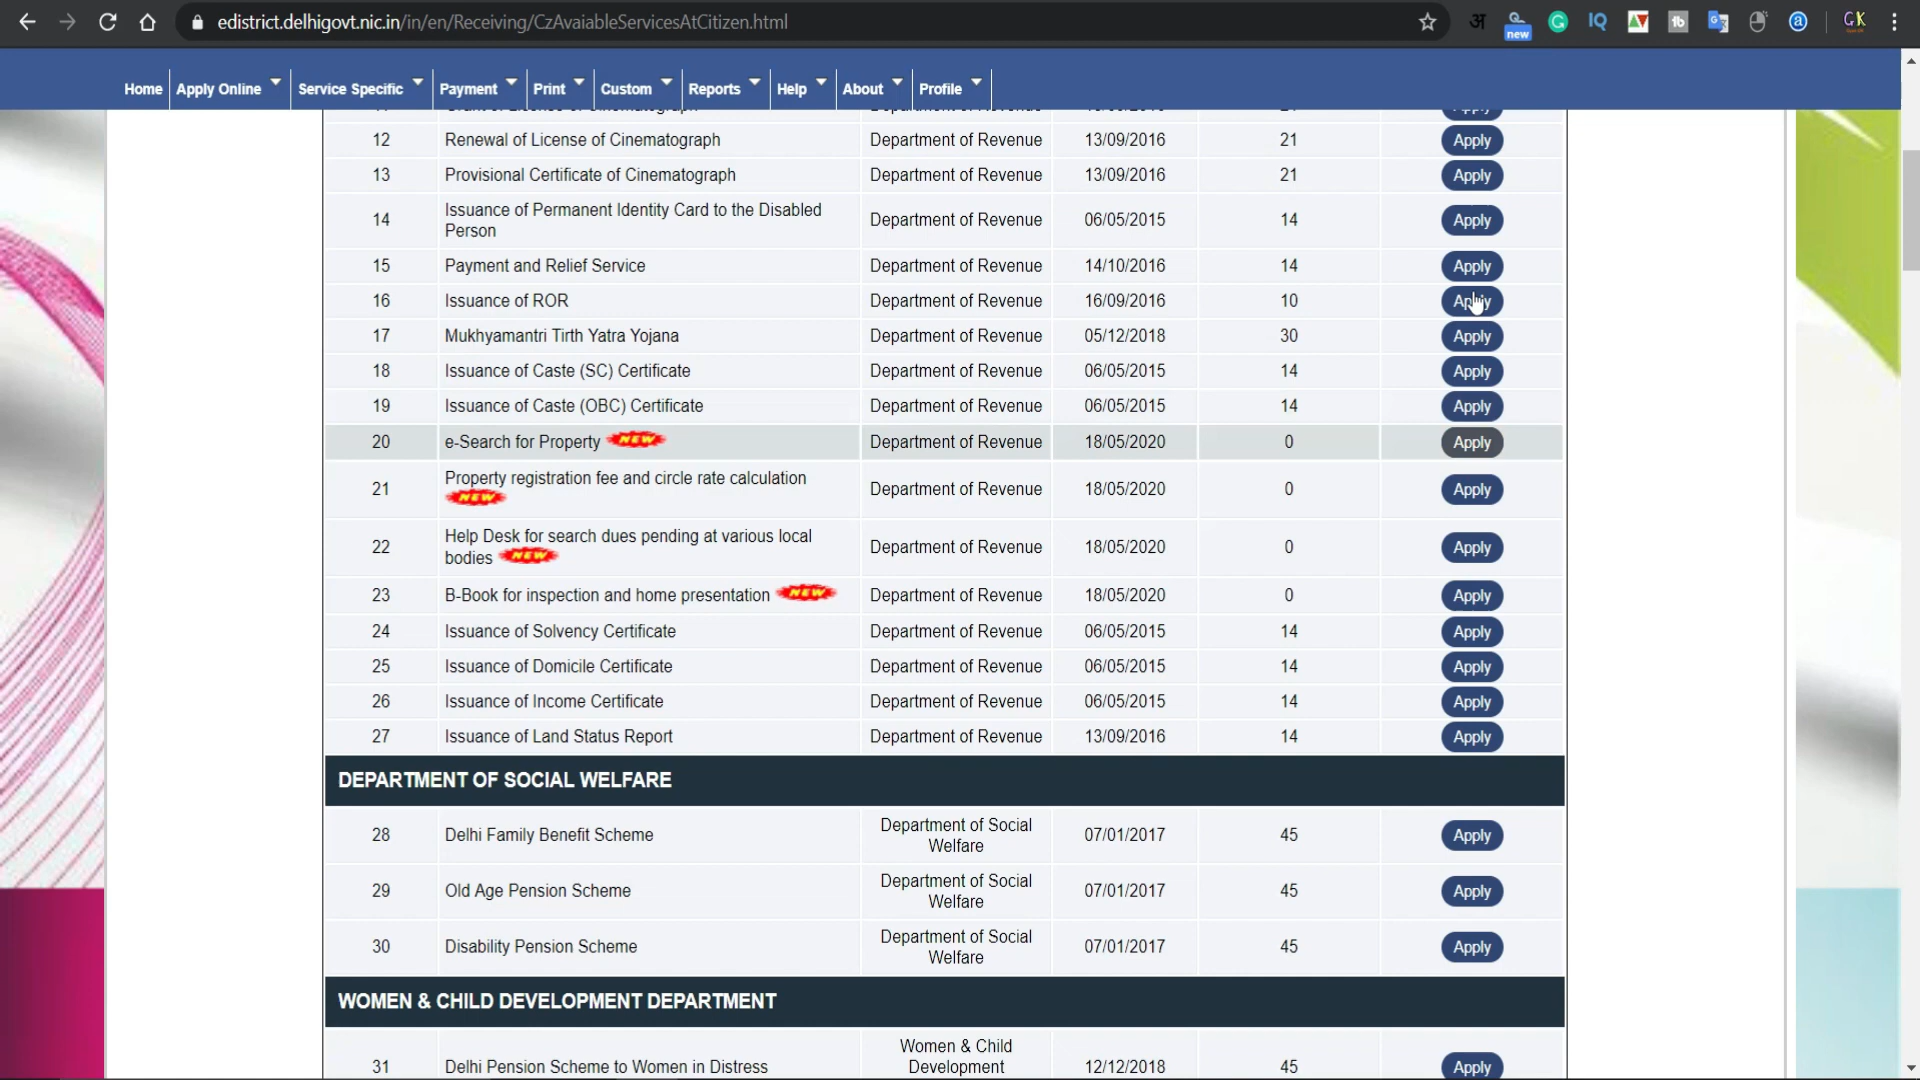 edistrict.delhigovt.nic.in/in/en/Receiving/CzAvaiableServicesAtCitizen.html
अ new G IQ tb a GK
Home Apply Online Service Specific Payment Print Custom Reports Help About Profile
12 Renewal of License of Cinematograph Department of Revenue 13/09/2016 21 Apply
13 Provisional Certificate of Cinematograph Department of Revenue 13/09/2016 21 Apply
14 Issuance of Permanent Identity Card to the Disabled
Person Department of Revenue 06/05/2015 14 Apply
15 Payment and Relief Service Department of Revenue 14/10/2016 14 Apply
16 Issuance of ROR Department of Revenue 16/09/2016 10 Apply
17 Mukhyamantri Tirth Yatra Yojana Department of Revenue 05/12/2018 30 Apply
18 Issuance of Caste (SC) Certificate Department of Revenue 06/05/2015 14 Apply
19 Issuance of Caste (OBC) Certificate Department of Revenue 06/05/2015 14 Apply
20 e-Search for Property NEW Department of Revenue 18/05/2020 0 Apply
21 Property registration fee and circle rate calculation
NEW Department of Revenue 18/05/2020 0 Apply
22 Help Desk for search dues pending at various local
bodies NEW Department of Revenue 18/05/2020 0 Apply
23 B-Book for inspection and home presentation NEW Department of Revenue 18/05/2020 0 Apply
24 Issuance of Solvency Certificate Department of Revenue 06/05/2015 14 Apply
25 Issuance of Domicile Certificate Department of Revenue 06/05/2015 14 Apply
26 Issuance of Income Certificate Department of Revenue 06/05/2015 14 Apply
27 Issuance of Land Status Report Department of Revenue 13/09/2016 14 Apply
DEPARTMENT OF SOCIAL WELFARE
28 Delhi Family Benefit Scheme Department of Social
Welfare 07/01/2017 45 Apply
29 Old Age Pension Scheme Department of Social
Welfare 07/01/2017 45 Apply
30 Disability Pension Scheme Department of Social
Welfare 07/01/2017 45 Apply
WOMEN & CHILD DEVELOPMENT DEPARTMENT
31 Delhi Pension Scheme to Women in Distress Women & Child
Development 12/12/2018 45 Apply